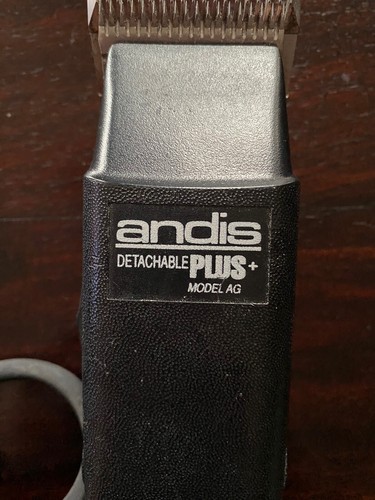 andis
DETACHABLE PLUS+
MODEL AG